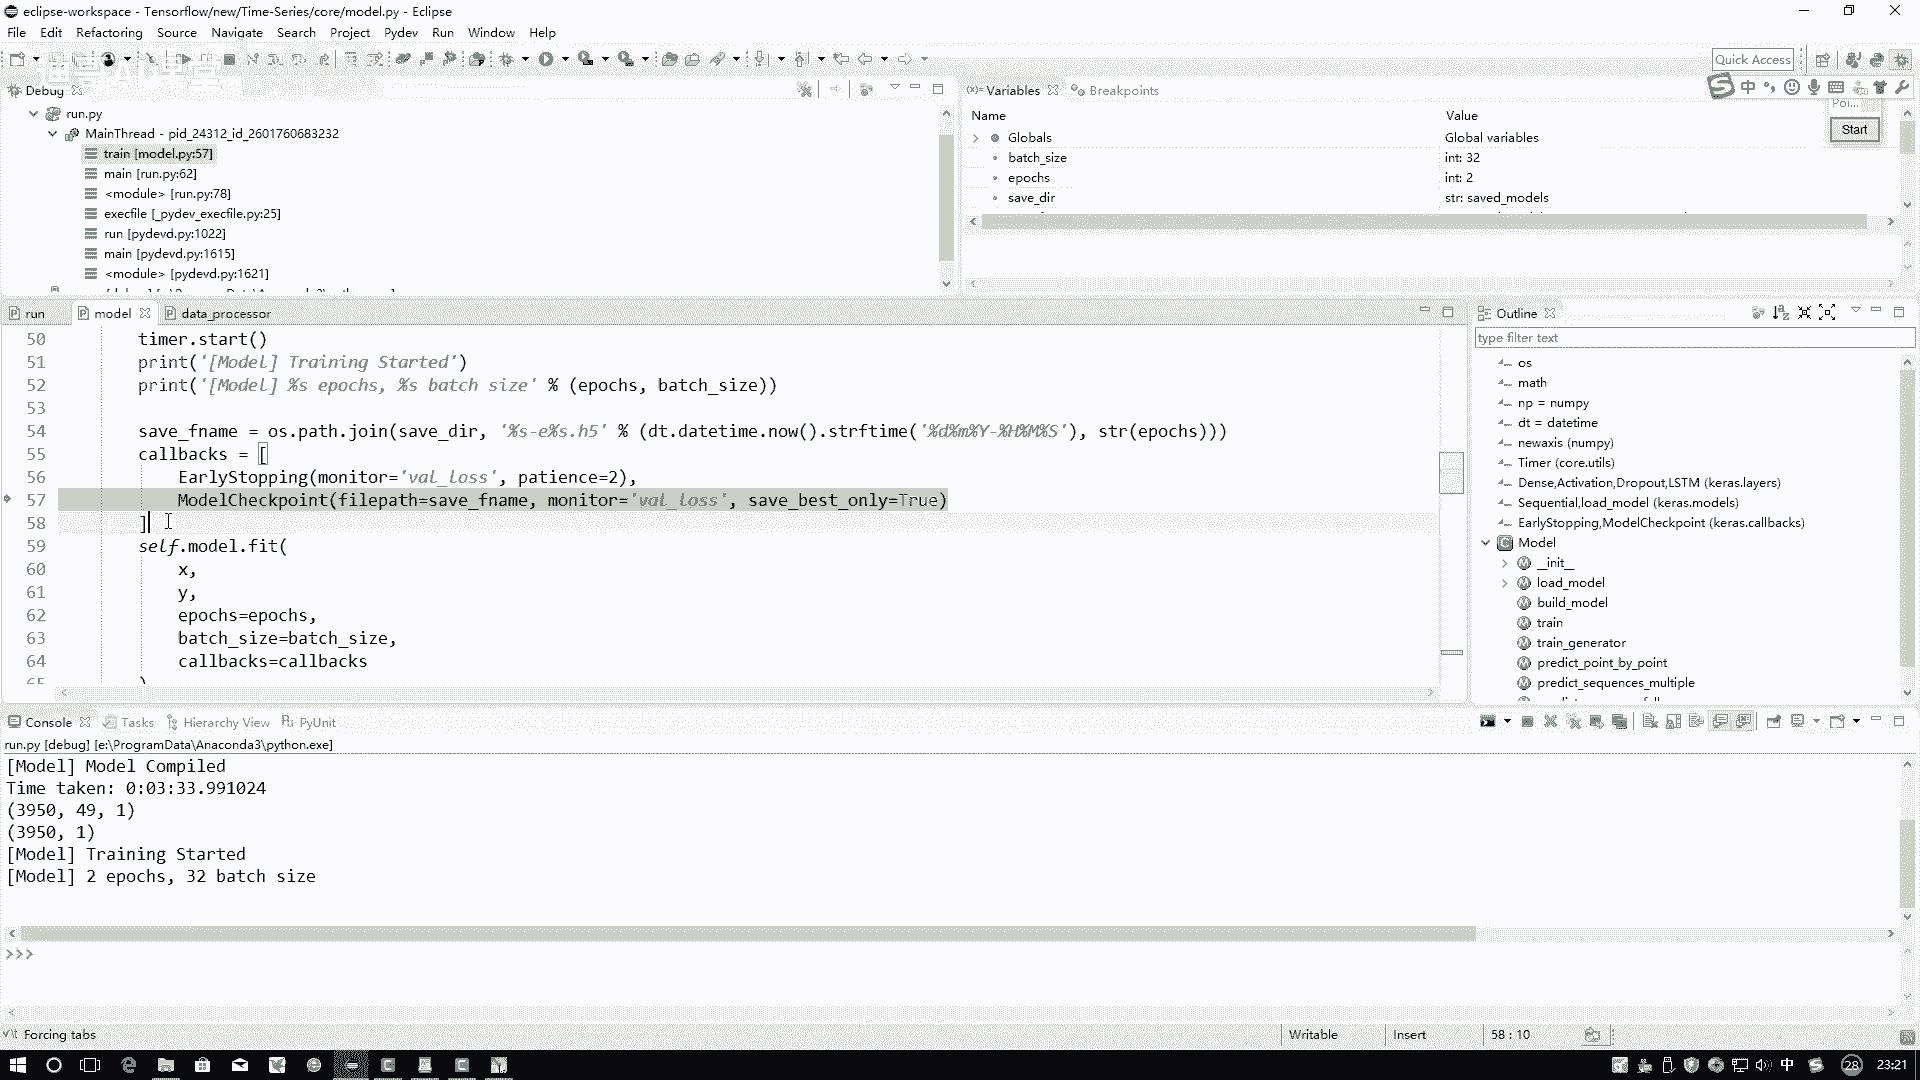 eclipse-workspace - Tensorflow/new/Time-Series/core/model.py - Eclipse
File Edit Refactoring Source Navigate Search Project Pydev Run Window Help
Quick Access
Debug
run.py
MainThread - pid_24312_id_2601760683232
train [model.py:57]
main [run.py:62]
<module> [run.py:78]
execfile [_pydev_execfile.py:25]
run [pydevd.py:1022]
main [pydevd.py:1615]
<module> [pydevd.py:1621]
(x)= Variables Breakpoints
中
Name Value
Poi...
Start
Globals Global variables
batch_size int: 32
epochs int: 2
save_dir str: saved_models
run model data_processor
50 timer.start()
51 print('[Model] Training Started')
52 print('[Model] %s epochs, %s batch size' % (epochs, batch_size))
53
54 save_fname = os.path.join(save_dir, '%s-e%s.h5' % (dt.datetime.now().strftime('%d%m%Y-%H%M%S'), str(epochs)))
55 callbacks = [
56 EarlyStopping(monitor='val_loss', patience=2),
57 ModelCheckpoint(filepath=save_fname, monitor='val_loss', save_best_only=True)
58 ]
59 self.model.fit(
60 x,
61 y,
62 epochs=epochs,
63 batch_size=batch_size,
64 callbacks=callbacks
65 )
Outline
type filter text
os
math
np = numpy
dt = datetime
newaxis (numpy)
Timer (core.utils)
Dense,Activation,Dropout,LSTM (keras.layers)
Sequential,load_model (keras.models)
EarlyStopping,ModelCheckpoint (keras.callbacks)
Model
__init__
load_model
build_model
train
train_generator
predict_point_by_point
predict_sequences_multiple
Console Tasks Hierarchy View PyUnit
run.py [debug] [e:\ProgramData\Anaconda3\python.exe]
[Model] Model Compiled
Time taken: 0:03:33.991024
(3950, 49, 1)
(3950, 1)
[Model] Training Started
[Model] 2 epochs, 32 batch size
>>>
Forcing tabs Writable Insert 58 : 10
中 28 23:21